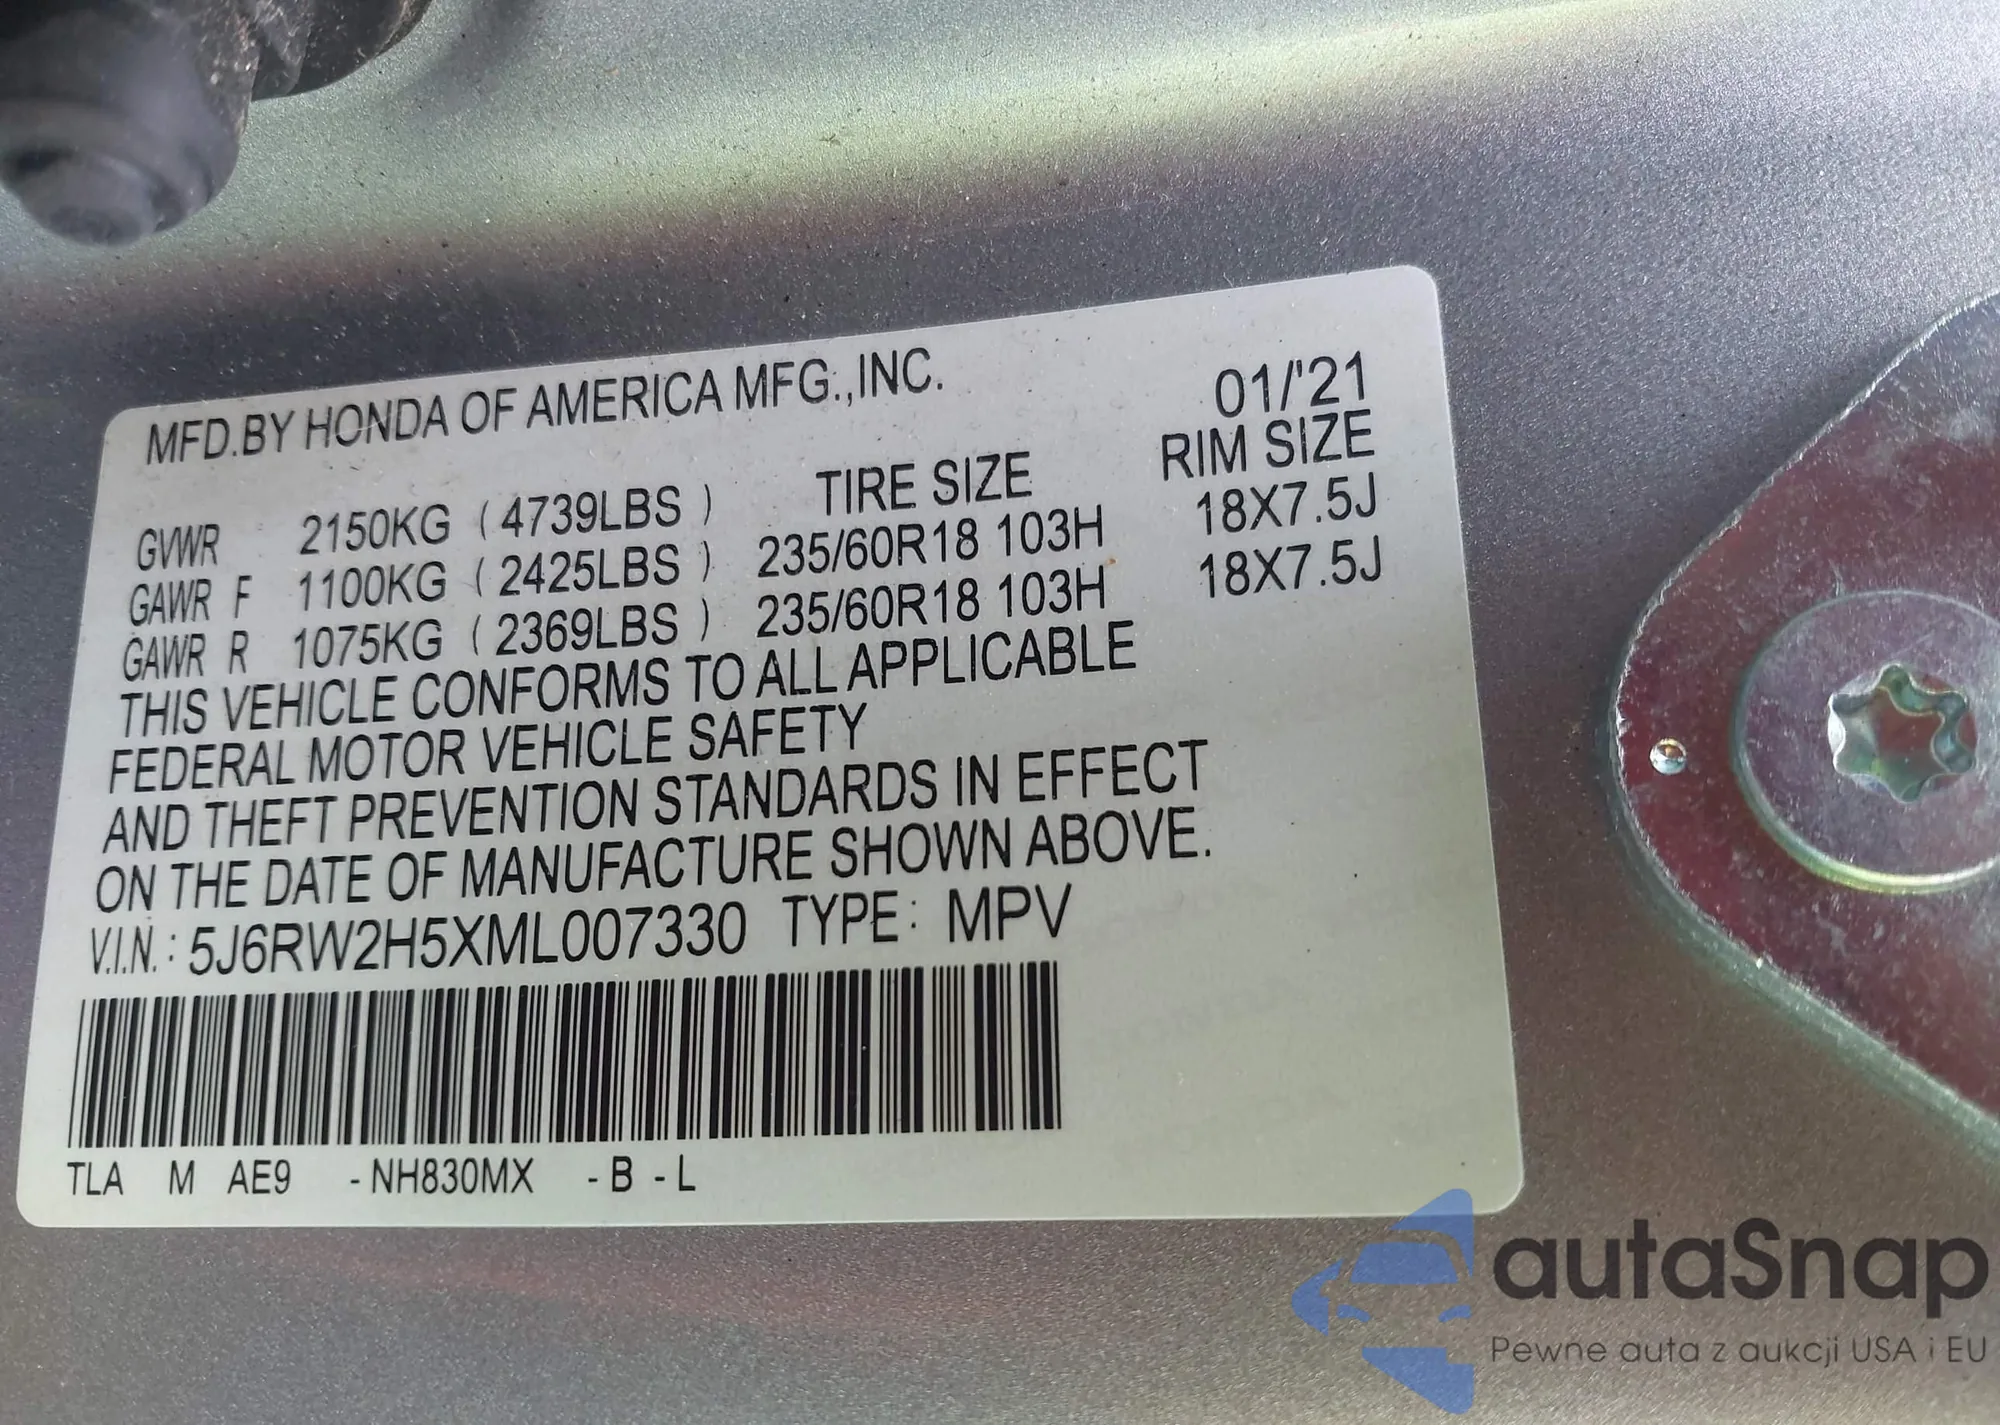 MFD.BY HONDA OF AMERICA MFG.,INC. 01/'21
TIRE SIZE RIM SIZE
GVWR 2150KG ( 4739LBS )
GAWR F 1100KG ( 2425LBS ) 235/60R18 103H 18X7.5J
GAWR R 1075KG ( 2369LBS ) 235/60R18 103H 18X7.5J
THIS VEHICLE CONFORMS TO ALL APPLICABLE
FEDERAL MOTOR VEHICLE SAFETY
AND THEFT PREVENTION STANDARDS IN EFFECT
ON THE DATE OF MANUFACTURE SHOWN ABOVE.
V.I.N. : 5J6RW2H5XML007330 TYPE: MPV
TLA M AE9 - NH830MX - B - L
autaSnap
Pewne auta z aukcji USA i EU